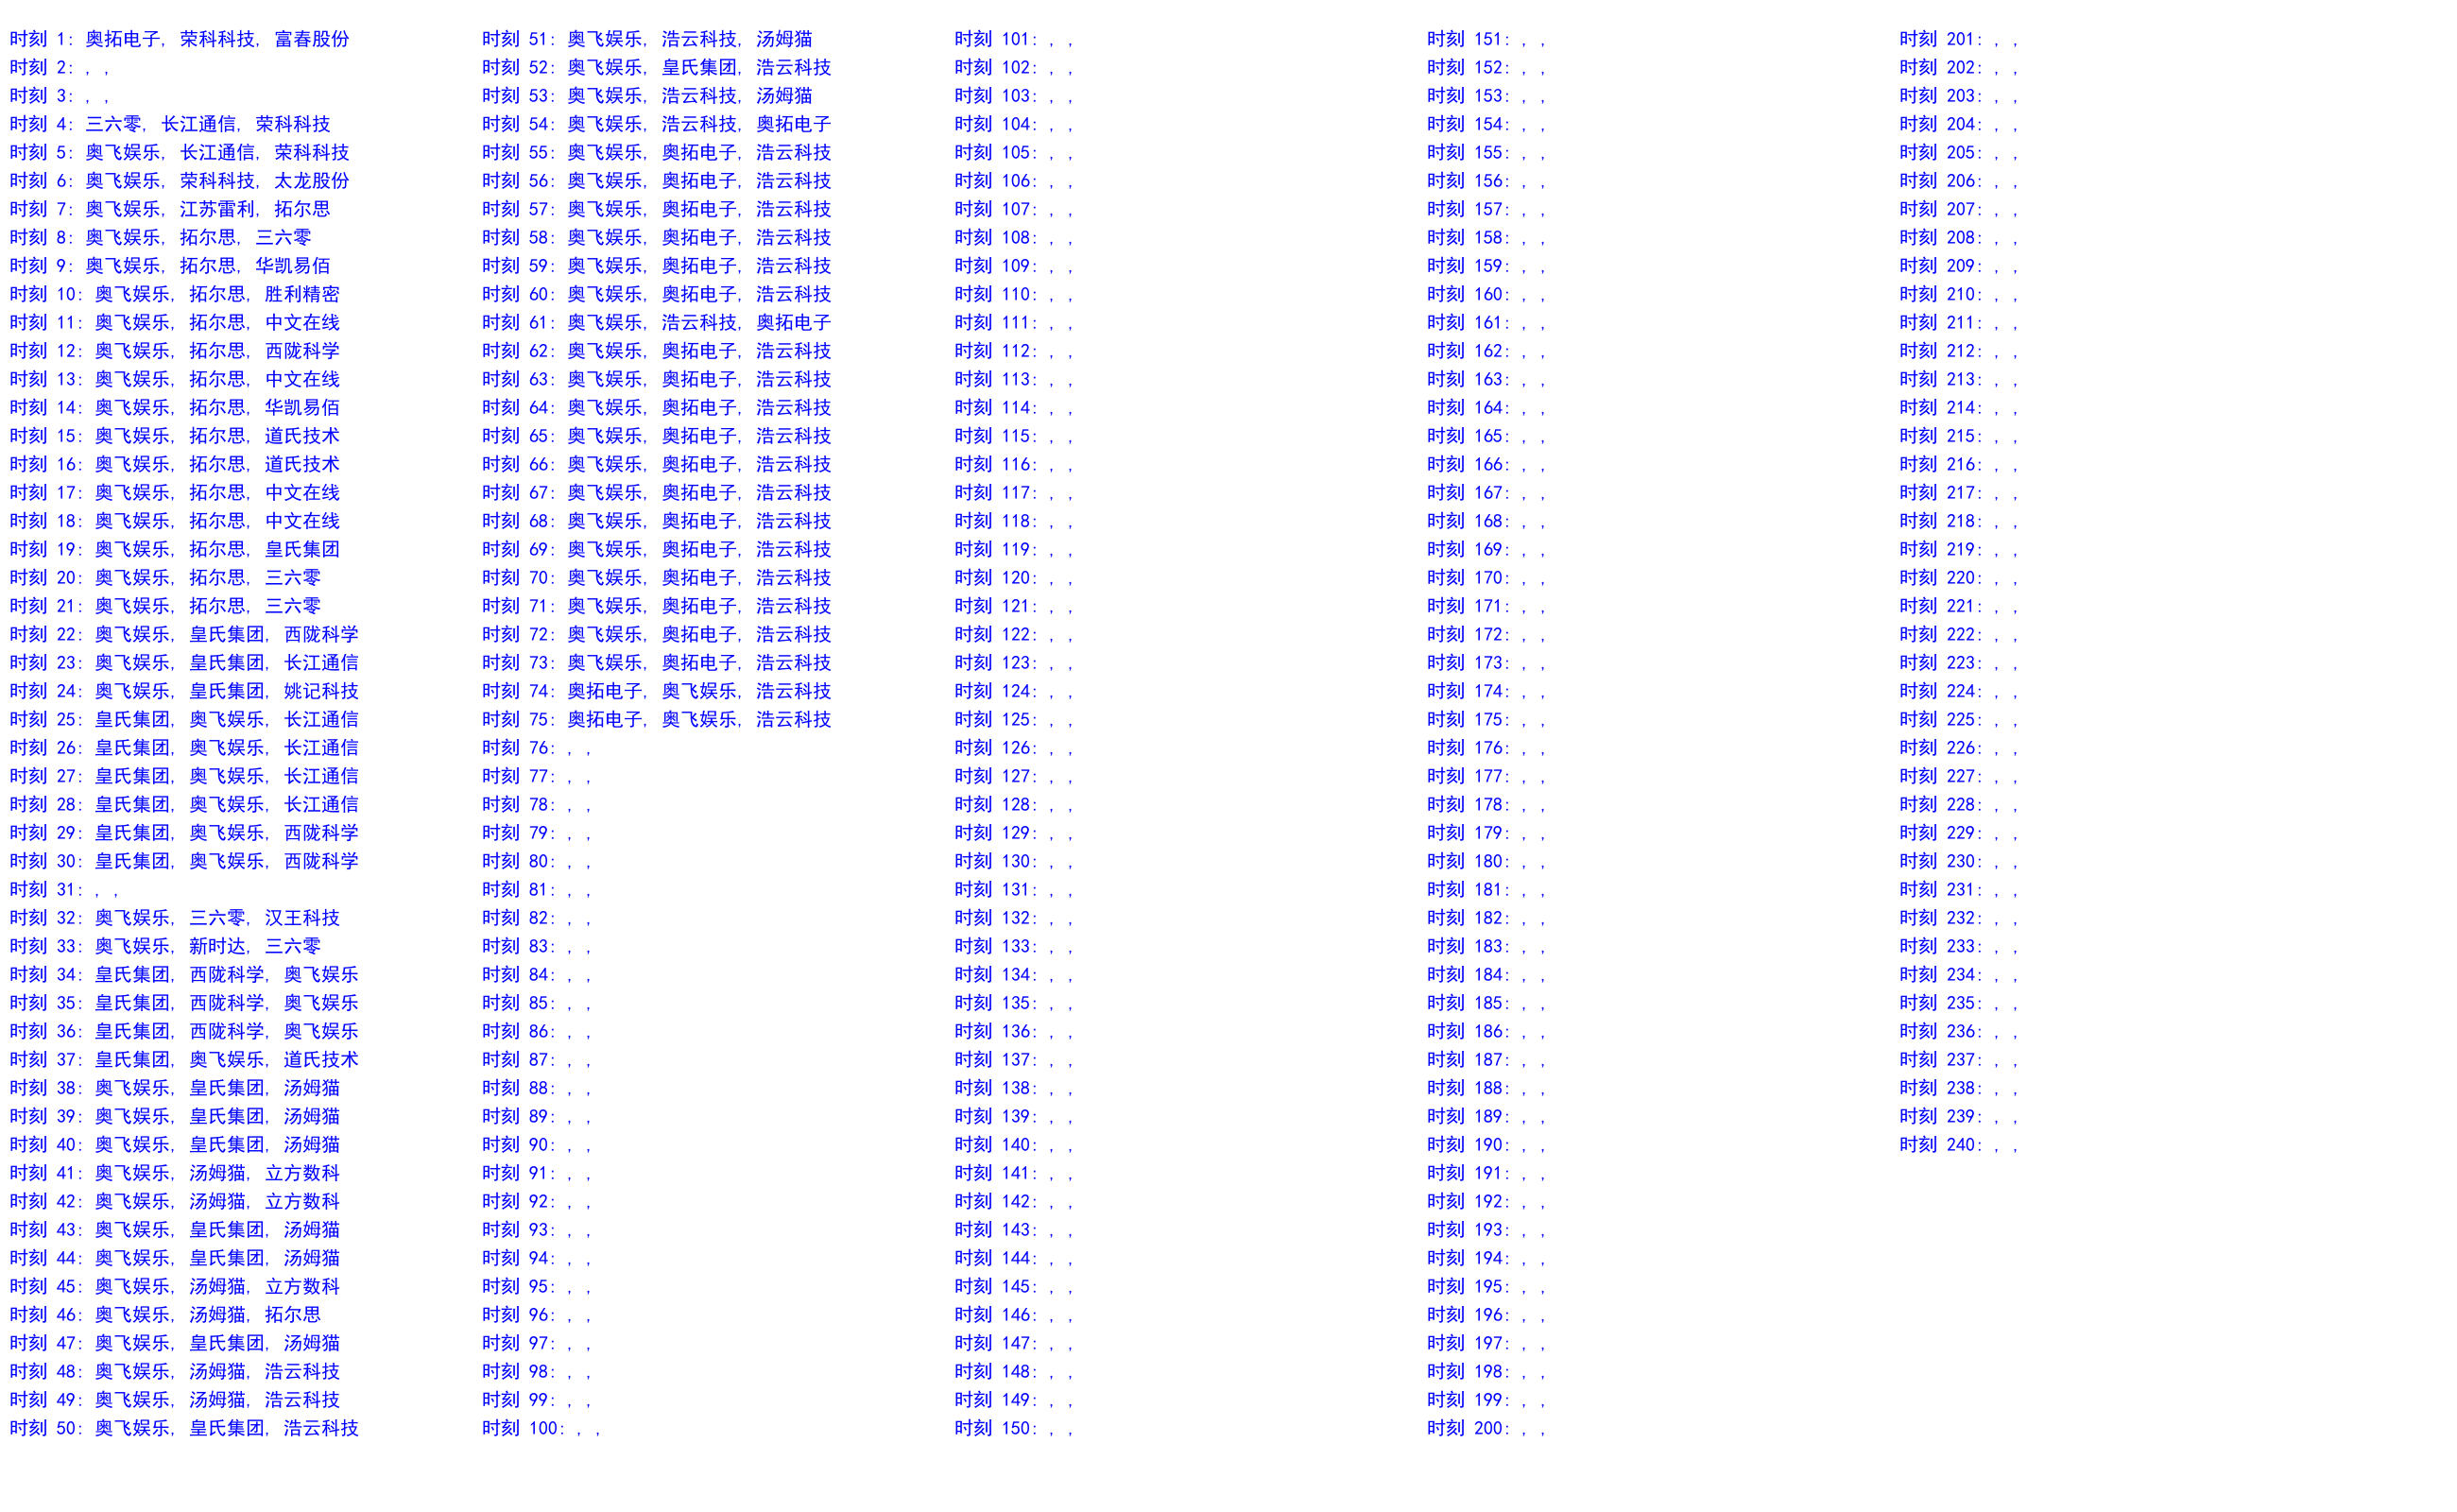 时刻 1: 奥拓电子, 荣科科技, 富春股份
时刻 2: , ,
时刻 3: , ,
时刻 4: 三六零, 长江通信, 荣科科技
时刻 5: 奥飞娱乐, 长江通信, 荣科科技
时刻 6: 奥飞娱乐, 荣科科技, 太龙股份
时刻 7: 奥飞娱乐, 江苏雷利, 拓尔思
时刻 8: 奥飞娱乐, 拓尔思, 三六零
时刻 9: 奥飞娱乐, 拓尔思, 华凯易佰
时刻 10: 奥飞娱乐, 拓尔思, 胜利精密
时刻 11: 奥飞娱乐, 拓尔思, 中文在线
时刻 12: 奥飞娱乐, 拓尔思, 西陇科学
时刻 13: 奥飞娱乐, 拓尔思, 中文在线
时刻 14: 奥飞娱乐, 拓尔思, 华凯易佰
时刻 15: 奥飞娱乐, 拓尔思, 道氏技术
时刻 16: 奥飞娱乐, 拓尔思, 道氏技术
时刻 17: 奥飞娱乐, 拓尔思, 中文在线
时刻 18: 奥飞娱乐, 拓尔思, 中文在线
时刻 19: 奥飞娱乐, 拓尔思, 皇氏集团
时刻 20: 奥飞娱乐, 拓尔思, 三六零
时刻 21: 奥飞娱乐, 拓尔思, 三六零
时刻 22: 奥飞娱乐, 皇氏集团, 西陇科学
时刻 23: 奥飞娱乐, 皇氏集团, 长江通信
时刻 24: 奥飞娱乐, 皇氏集团, 姚记科技
时刻 25: 皇氏集团, 奥飞娱乐, 长江通信
时刻 26: 皇氏集团, 奥飞娱乐, 长江通信
时刻 27: 皇氏集团, 奥飞娱乐, 长江通信
时刻 28: 皇氏集团, 奥飞娱乐, 长江通信
时刻 29: 皇氏集团, 奥飞娱乐, 西陇科学
时刻 30: 皇氏集团, 奥飞娱乐, 西陇科学
时刻 31: , ,
时刻 32: 奥飞娱乐, 三六零, 汉王科技
时刻 33: 奥飞娱乐, 新时达, 三六零
时刻 34: 皇氏集团, 西陇科学, 奥飞娱乐
时刻 35: 皇氏集团, 西陇科学, 奥飞娱乐
时刻 36: 皇氏集团, 西陇科学, 奥飞娱乐
时刻 37: 皇氏集团, 奥飞娱乐, 道氏技术
时刻 38: 奥飞娱乐, 皇氏集团, 汤姆猫
时刻 39: 奥飞娱乐, 皇氏集团, 汤姆猫
时刻 40: 奥飞娱乐, 皇氏集团, 汤姆猫
时刻 41: 奥飞娱乐, 汤姆猫, 立方数科
时刻 42: 奥飞娱乐, 汤姆猫, 立方数科
时刻 43: 奥飞娱乐, 皇氏集团, 汤姆猫
时刻 44: 奥飞娱乐, 皇氏集团, 汤姆猫
时刻 45: 奥飞娱乐, 汤姆猫, 立方数科
时刻 46: 奥飞娱乐, 汤姆猫, 拓尔思
时刻 47: 奥飞娱乐, 皇氏集团, 汤姆猫
时刻 48: 奥飞娱乐, 汤姆猫, 浩云科技
时刻 49: 奥飞娱乐, 汤姆猫, 浩云科技
时刻 50: 奥飞娱乐, 皇氏集团, 浩云科技
时刻 51: 奥飞娱乐, 浩云科技, 汤姆猫
时刻 52: 奥飞娱乐, 皇氏集团, 浩云科技
时刻 53: 奥飞娱乐, 浩云科技, 汤姆猫
时刻 54: 奥飞娱乐, 浩云科技, 奥拓电子
时刻 55: 奥飞娱乐, 奥拓电子, 浩云科技
时刻 56: 奥飞娱乐, 奥拓电子, 浩云科技
时刻 57: 奥飞娱乐, 奥拓电子, 浩云科技
时刻 58: 奥飞娱乐, 奥拓电子, 浩云科技
时刻 59: 奥飞娱乐, 奥拓电子, 浩云科技
时刻 60: 奥飞娱乐, 奥拓电子, 浩云科技
时刻 61: 奥飞娱乐, 浩云科技, 奥拓电子
时刻 62: 奥飞娱乐, 奥拓电子, 浩云科技
时刻 63: 奥飞娱乐, 奥拓电子, 浩云科技
时刻 64: 奥飞娱乐, 奥拓电子, 浩云科技
时刻 65: 奥飞娱乐, 奥拓电子, 浩云科技
时刻 66: 奥飞娱乐, 奥拓电子, 浩云科技
时刻 67: 奥飞娱乐, 奥拓电子, 浩云科技
时刻 68: 奥飞娱乐, 奥拓电子, 浩云科技
时刻 69: 奥飞娱乐, 奥拓电子, 浩云科技
时刻 70: 奥飞娱乐, 奥拓电子, 浩云科技
时刻 71: 奥飞娱乐, 奥拓电子, 浩云科技
时刻 72: 奥飞娱乐, 奥拓电子, 浩云科技
时刻 73: 奥飞娱乐, 奥拓电子, 浩云科技
时刻 74: 奥拓电子, 奥飞娱乐, 浩云科技
时刻 75: 奥拓电子, 奥飞娱乐, 浩云科技
时刻 76: , ,
时刻 77: , ,
时刻 78: , ,
时刻 79: , ,
时刻 80: , ,
时刻 81: , ,
时刻 82: , ,
时刻 83: , ,
时刻 84: , ,
时刻 85: , ,
时刻 86: , ,
时刻 87: , ,
时刻 88: , ,
时刻 89: , ,
时刻 90: , ,
时刻 91: , ,
时刻 92: , ,
时刻 93: , ,
时刻 94: , ,
时刻 95: , ,
时刻 96: , ,
时刻 97: , ,
时刻 98: , ,
时刻 99: , ,
时刻 100: , ,
时刻 101: , ,
时刻 102: , ,
时刻 103: , ,
时刻 104: , ,
时刻 105: , ,
时刻 106: , ,
时刻 107: , ,
时刻 108: , ,
时刻 109: , ,
时刻 110: , ,
时刻 111: , ,
时刻 112: , ,
时刻 113: , ,
时刻 114: , ,
时刻 115: , ,
时刻 116: , ,
时刻 117: , ,
时刻 118: , ,
时刻 119: , ,
时刻 120: , ,
时刻 121: , ,
时刻 122: , ,
时刻 123: , ,
时刻 124: , ,
时刻 125: , ,
时刻 126: , ,
时刻 127: , ,
时刻 128: , ,
时刻 129: , ,
时刻 130: , ,
时刻 131: , ,
时刻 132: , ,
时刻 133: , ,
时刻 134: , ,
时刻 135: , ,
时刻 136: , ,
时刻 137: , ,
时刻 138: , ,
时刻 139: , ,
时刻 140: , ,
时刻 141: , ,
时刻 142: , ,
时刻 143: , ,
时刻 144: , ,
时刻 145: , ,
时刻 146: , ,
时刻 147: , ,
时刻 148: , ,
时刻 149: , ,
时刻 150: , ,
时刻 151: , ,
时刻 152: , ,
时刻 153: , ,
时刻 154: , ,
时刻 155: , ,
时刻 156: , ,
时刻 157: , ,
时刻 158: , ,
时刻 159: , ,
时刻 160: , ,
时刻 161: , ,
时刻 162: , ,
时刻 163: , ,
时刻 164: , ,
时刻 165: , ,
时刻 166: , ,
时刻 167: , ,
时刻 168: , ,
时刻 169: , ,
时刻 170: , ,
时刻 171: , ,
时刻 172: , ,
时刻 173: , ,
时刻 174: , ,
时刻 175: , ,
时刻 176: , ,
时刻 177: , ,
时刻 178: , ,
时刻 179: , ,
时刻 180: , ,
时刻 181: , ,
时刻 182: , ,
时刻 183: , ,
时刻 184: , ,
时刻 185: , ,
时刻 186: , ,
时刻 187: , ,
时刻 188: , ,
时刻 189: , ,
时刻 190: , ,
时刻 191: , ,
时刻 192: , ,
时刻 193: , ,
时刻 194: , ,
时刻 195: , ,
时刻 196: , ,
时刻 197: , ,
时刻 198: , ,
时刻 199: , ,
时刻 200: , ,
时刻 201: , ,
时刻 202: , ,
时刻 203: , ,
时刻 204: , ,
时刻 205: , ,
时刻 206: , ,
时刻 207: , ,
时刻 208: , ,
时刻 209: , ,
时刻 210: , ,
时刻 211: , ,
时刻 212: , ,
时刻 213: , ,
时刻 214: , ,
时刻 215: , ,
时刻 216: , ,
时刻 217: , ,
时刻 218: , ,
时刻 219: , ,
时刻 220: , ,
时刻 221: , ,
时刻 222: , ,
时刻 223: , ,
时刻 224: , ,
时刻 225: , ,
时刻 226: , ,
时刻 227: , ,
时刻 228: , ,
时刻 229: , ,
时刻 230: , ,
时刻 231: , ,
时刻 232: , ,
时刻 233: , ,
时刻 234: , ,
时刻 235: , ,
时刻 236: , ,
时刻 237: , ,
时刻 238: , ,
时刻 239: , ,
时刻 240: , ,